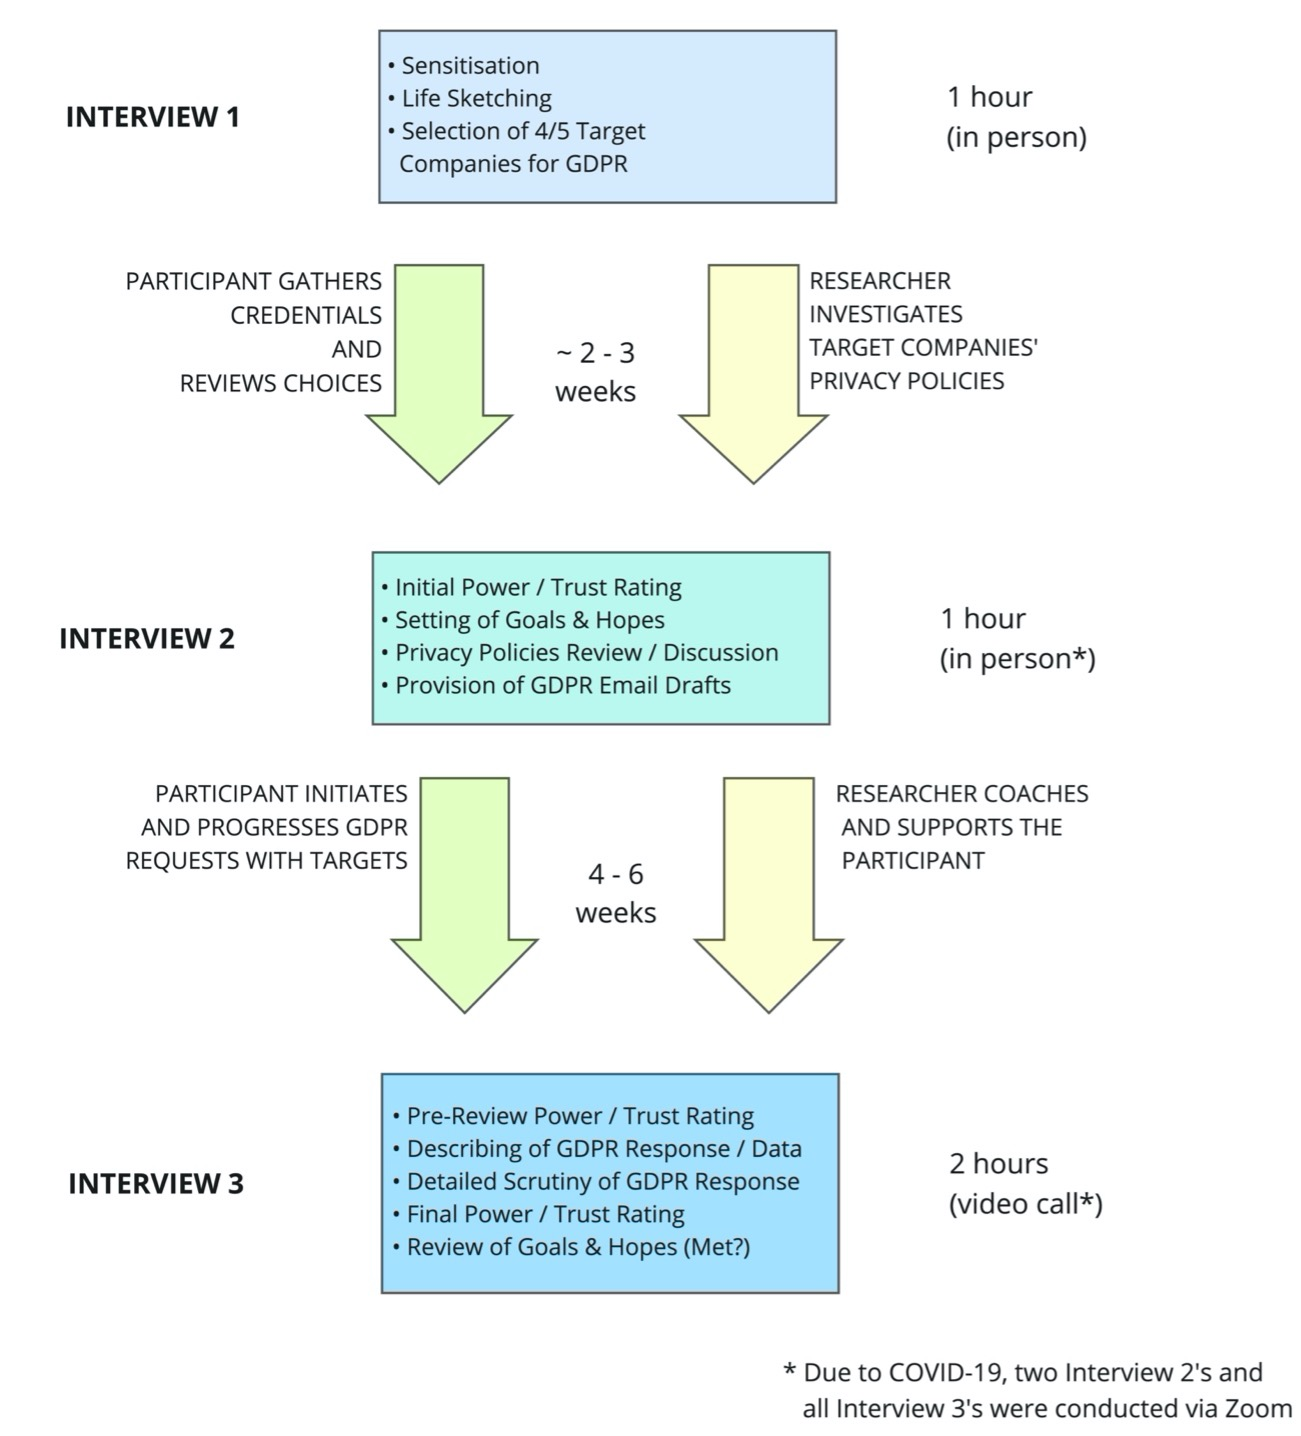 • Sensitisation
• Life Sketching
• Selection of 4/5 Target
Companies for GDPR
INTERVIEW 1
1 hour
(in person)
PARTICIPANT GATHERS
CREDENTIALS
AND
REVIEWS CHOICES
~ 2 - 3
weeks
RESEARCHER
INVESTIGATES
TARGET COMPANIES'
PRIVACY POLICIES
INTERVIEW 2
• Initial Power / Trust Rating
• Setting of Goals & Hopes
• Privacy Policies Review / Discussion
• Provision of GDPR Email Drafts
1 hour
(in person*)
PARTICIPANT INITIATES
AND PROGRESSES GDPR
REQUESTS WITH TARGETS
4 - 6
weeks
RESEARCHER COACHES
AND SUPPORTS THE
PARTICIPANT
INTERVIEW 3
• Pre-Review Power / Trust Rating
• Describing of GDPR Response / Data
• Detailed Scrutiny of GDPR Response
• Final Power / Trust Rating
• Review of Goals & Hopes (Met?)
2 hours
(video call*)
* Due to COVID-19, two Interview 2's and
all Interview 3's were conducted via Zoom